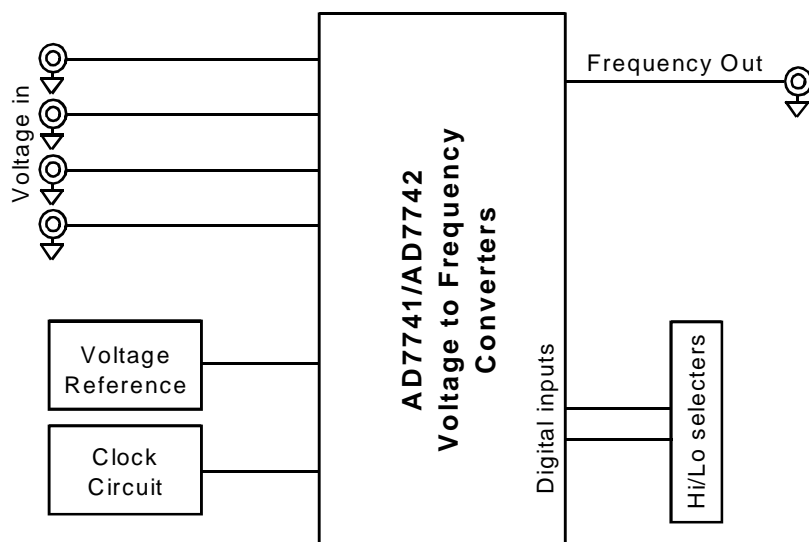 Voltage in
Frequency Out
AD7741/AD7742
Voltage to Frequency
Converters
Voltage
Reference
Clock
Circuit
Digital inputs
Hi/Lo selecters